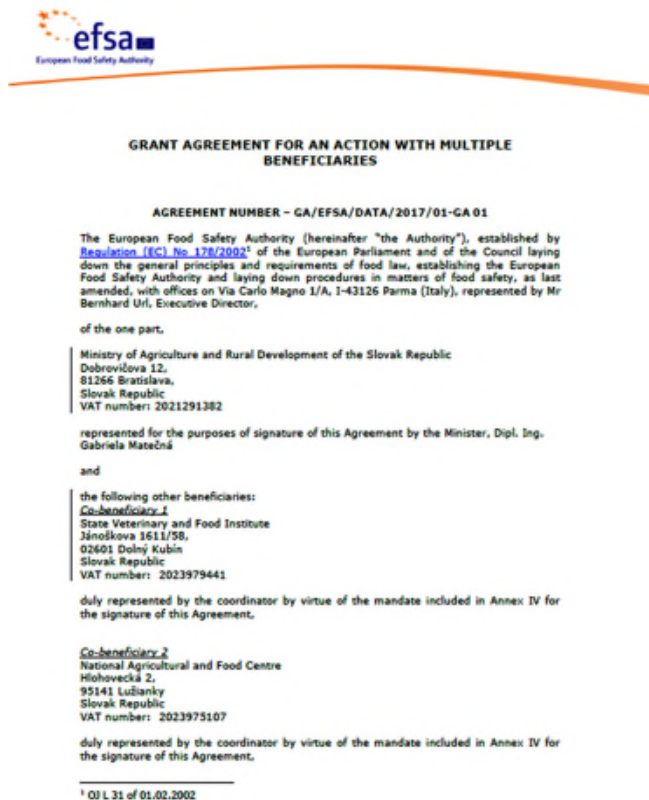 efsa
European Food Safety Authority
GRANT AGREEMENT FOR AN ACTION WITH MULTIPLE
BENEFICIARIES
AGREEMENT NUMBER – GA/EFSA/DATA/2017/01-GA 01
The European Food Safety Authority (hereinafter "the Authority"), established by
Regulation (EC) No 178/2002¹ of the European Parliament and of the Council laying
down the general principles and requirements of food law, establishing the European
Food Safety Authority and laying down procedures in matters of food safety, as last
amended, with offices on Via Carlo Magno 1/A, I-43126 Parma (Italy), represented by Mr
Bernhard Url, Executive Director,
of the one part,
Ministry of Agriculture and Rural Development of the Slovak Republic
Dobrovičova 12,
81266 Bratislava,
Slovak Republic
VAT number: 2021291382
represented for the purposes of signature of this Agreement by the Minister, Dipl. Ing.
Gabriela Matečná
and
the following other beneficiaries:
Co-beneficiary 1
State Veterinary and Food Institute
Jánoškova 1611/58,
02601 Dolný Kubín
Slovak Republic
VAT number: 2023979441
duly represented by the coordinator by virtue of the mandate included in Annex IV for
the signature of this Agreement,
Co-beneficiary 2
National Agricultural and Food Centre
Hlohovecká 2,
95141 Lužianky
Slovak Republic
VAT number: 2023975107
duly represented by the coordinator by virtue of the mandate included in Annex IV for
the signature of this Agreement,
¹ OJ L 31 of 01.02.2002